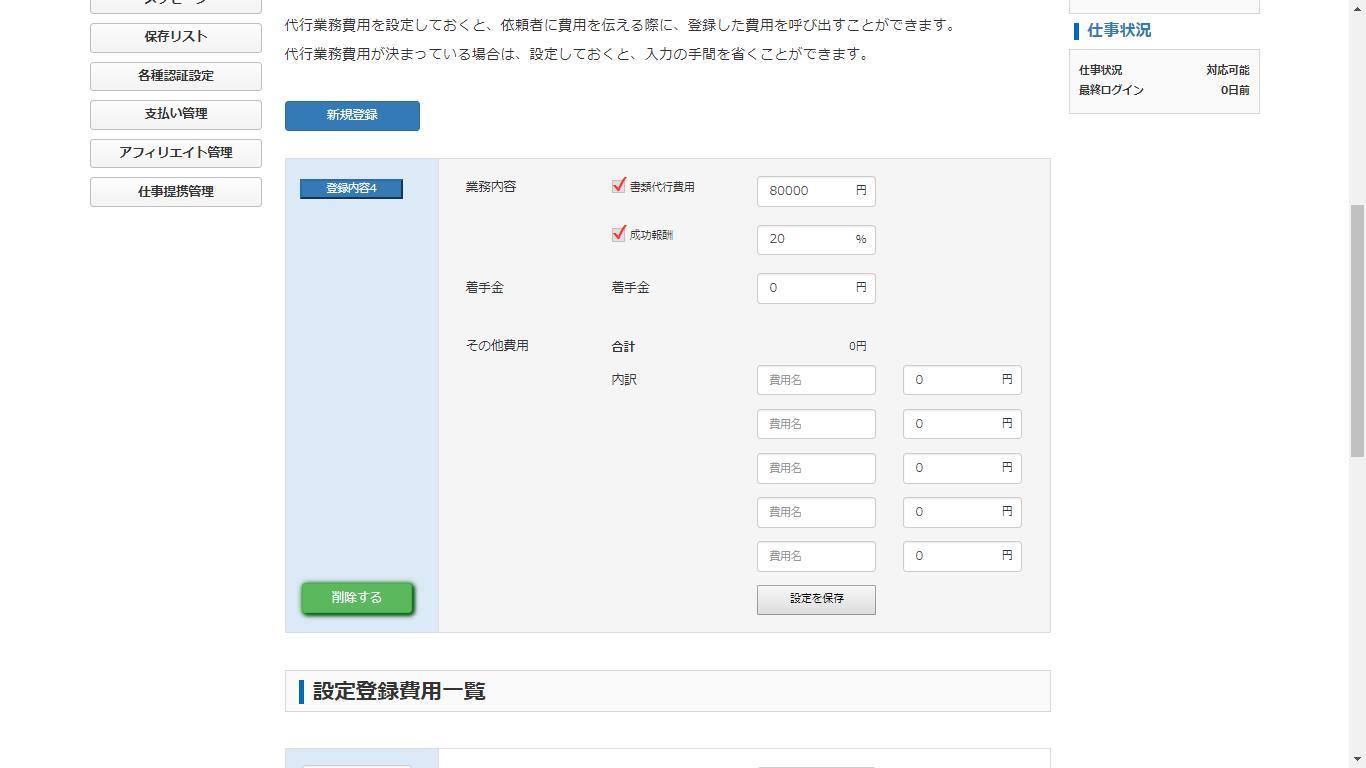 保存リスト
各種認証設定
支払い管理
アフィリエイト管理
仕事提携管理
代行業務費用を設定しておくと、依頼者に費用を伝える際に、登録した費用を呼び出すことができます。
代行業務費用が決まっている場合は、設定しておくと、入力の手間を省くことができます。
新規登録
登録内容4
業務内容 書類代行費用 80000 円
成功報酬 20 %
着手金 着手金 0 円
その他費用 合計 0円
内訳 費用名 0 円
費用名 0 円
費用名 0 円
費用名 0 円
費用名 0 円
削除する 設定を保存
設定登録費用一覧
仕事状況
仕事状況 対応可能
最終ログイン 0日前